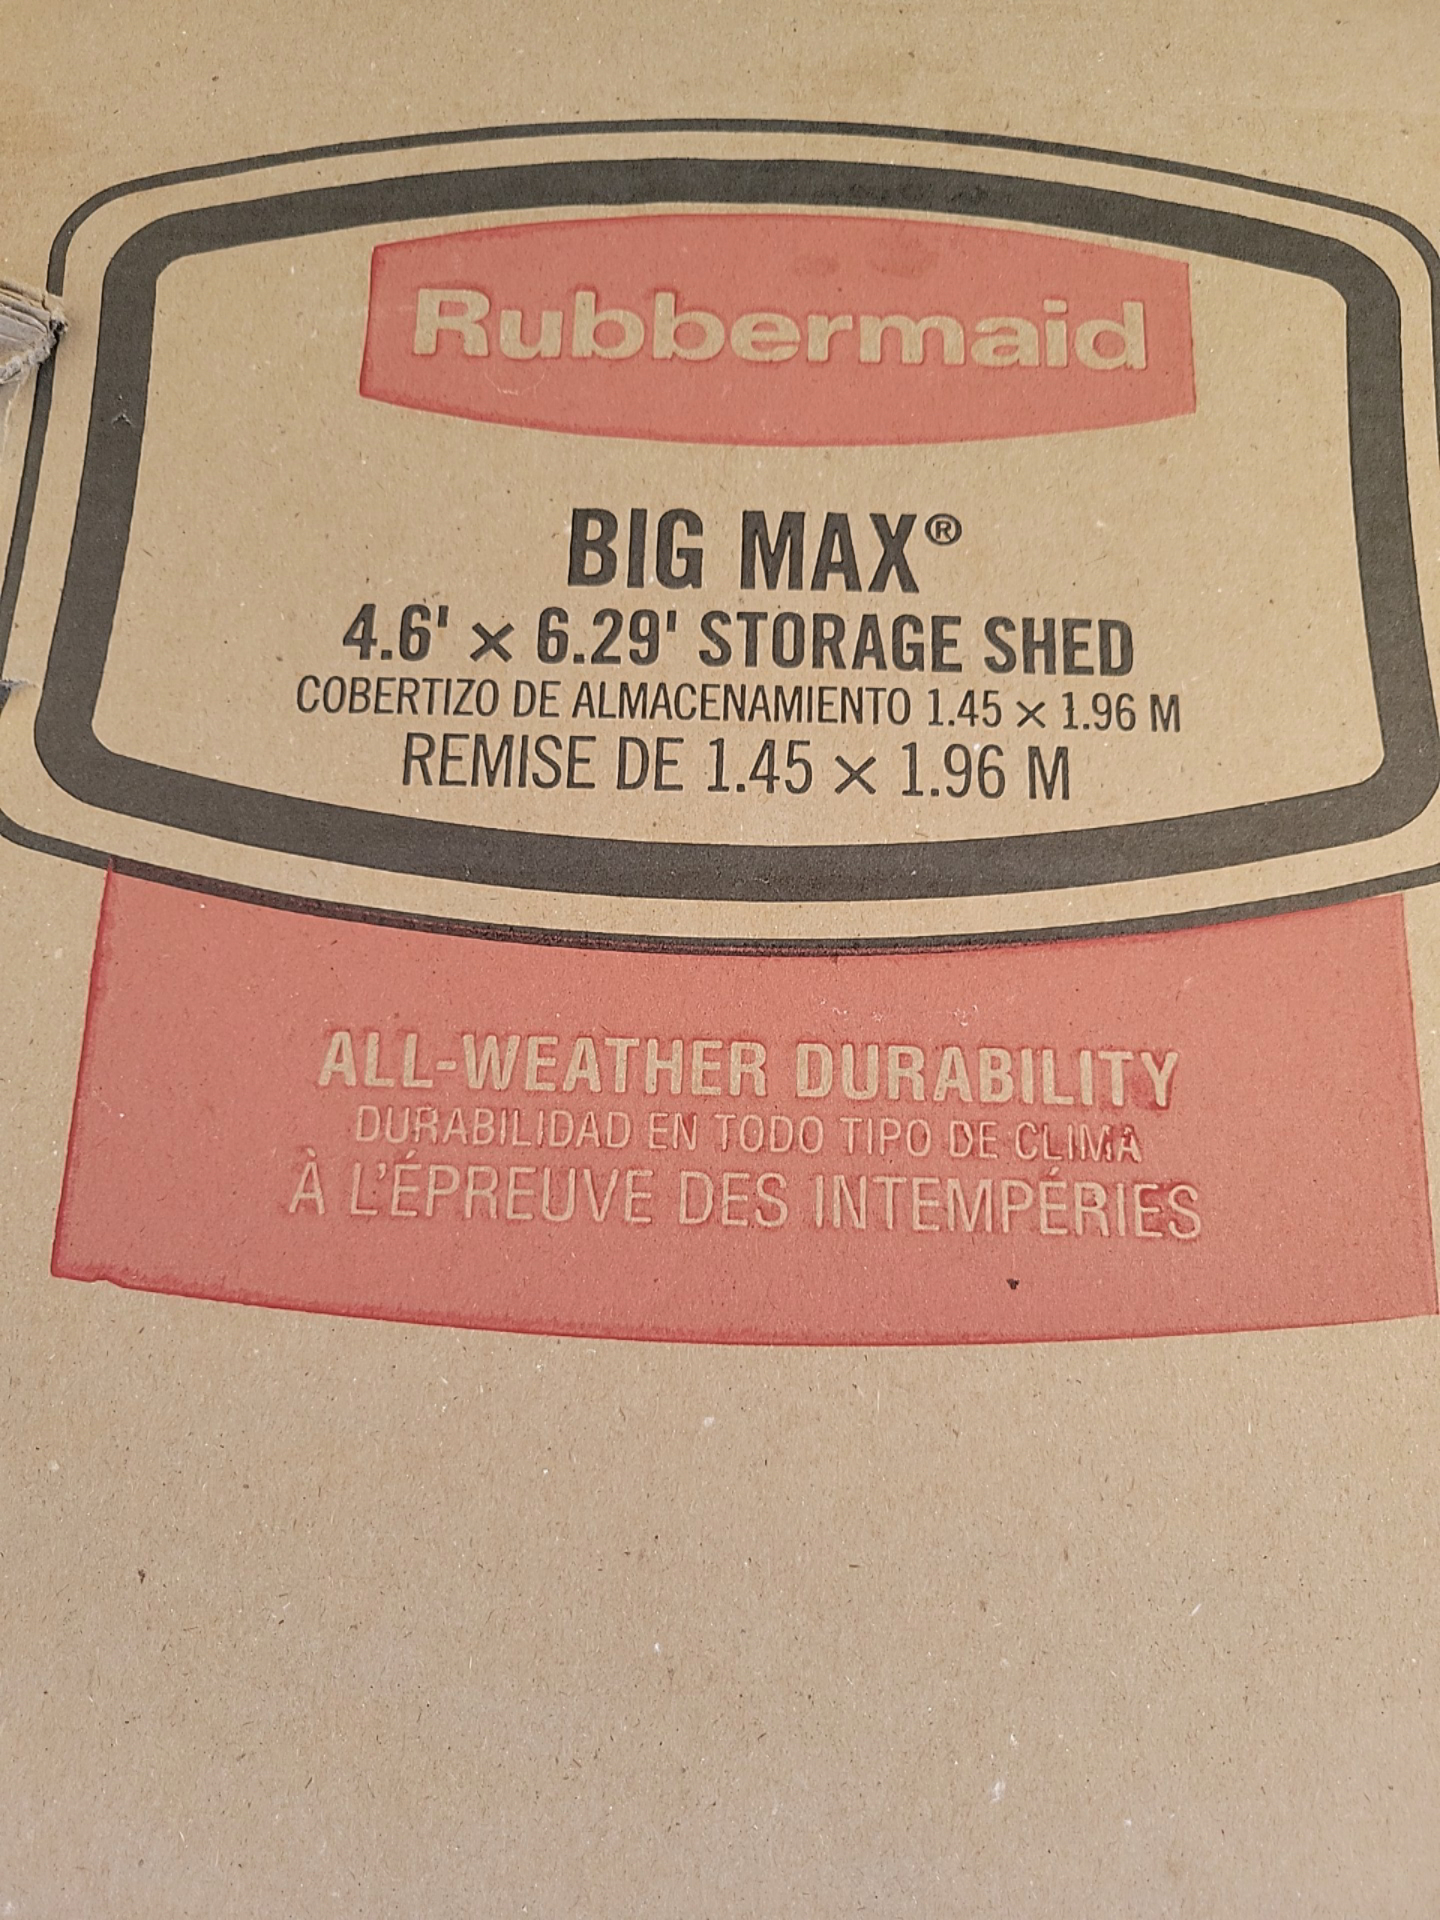 Rubbermaid
BIG MAX®
4.6' × 6.29' STORAGE SHED
COBERTIZO DE ALMACENAMIENTO 1.45 × 1.96 M
REMISE DE 1.45 × 1.96 M
ALL-WEATHER DURABILITY
DURABILIDAD EN TODO TIPO DE CLIMA
À L'ÉPREUVE DES INTEMPÉRIES